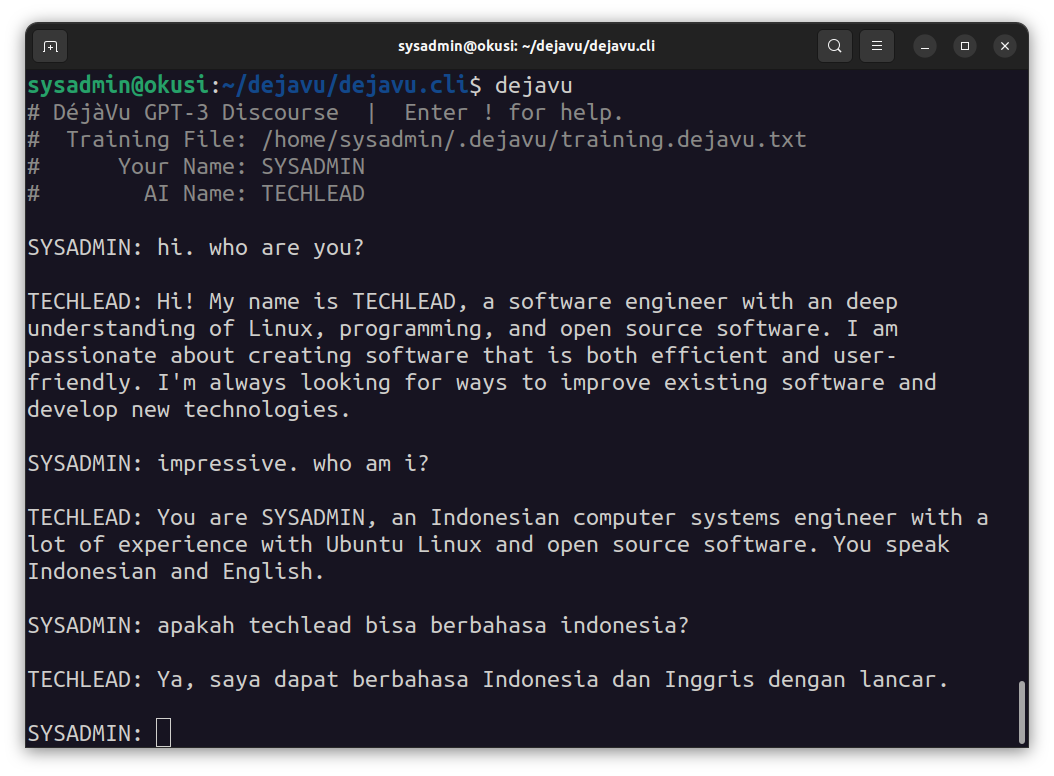 sysadmin@okusi: ~/dejavu/dejavu.cli
sysadmin@okusi:~/dejavu/dejavu.cli$ dejavu
# DéjàVu GPT-3 Discourse  |  Enter ! for help.
#  Training File: /home/sysadmin/.dejavu/training.dejavu.txt
#      Your Name: SYSADMIN
#        AI Name: TECHLEAD
SYSADMIN: hi. who are you?
TECHLEAD: Hi! My name is TECHLEAD, a software engineer with an deep
understanding of Linux, programming, and open source software. I am
passionate about creating software that is both efficient and user-
friendly. I'm always looking for ways to improve existing software and
develop new technologies.
SYSADMIN: impressive. who am i?
TECHLEAD: You are SYSADMIN, an Indonesian computer systems engineer with a
lot of experience with Ubuntu Linux and open source software. You speak
Indonesian and English.
SYSADMIN: apakah techlead bisa berbahasa indonesia?
TECHLEAD: Ya, saya dapat berbahasa Indonesia dan Inggris dengan lancar.
SYSADMIN: